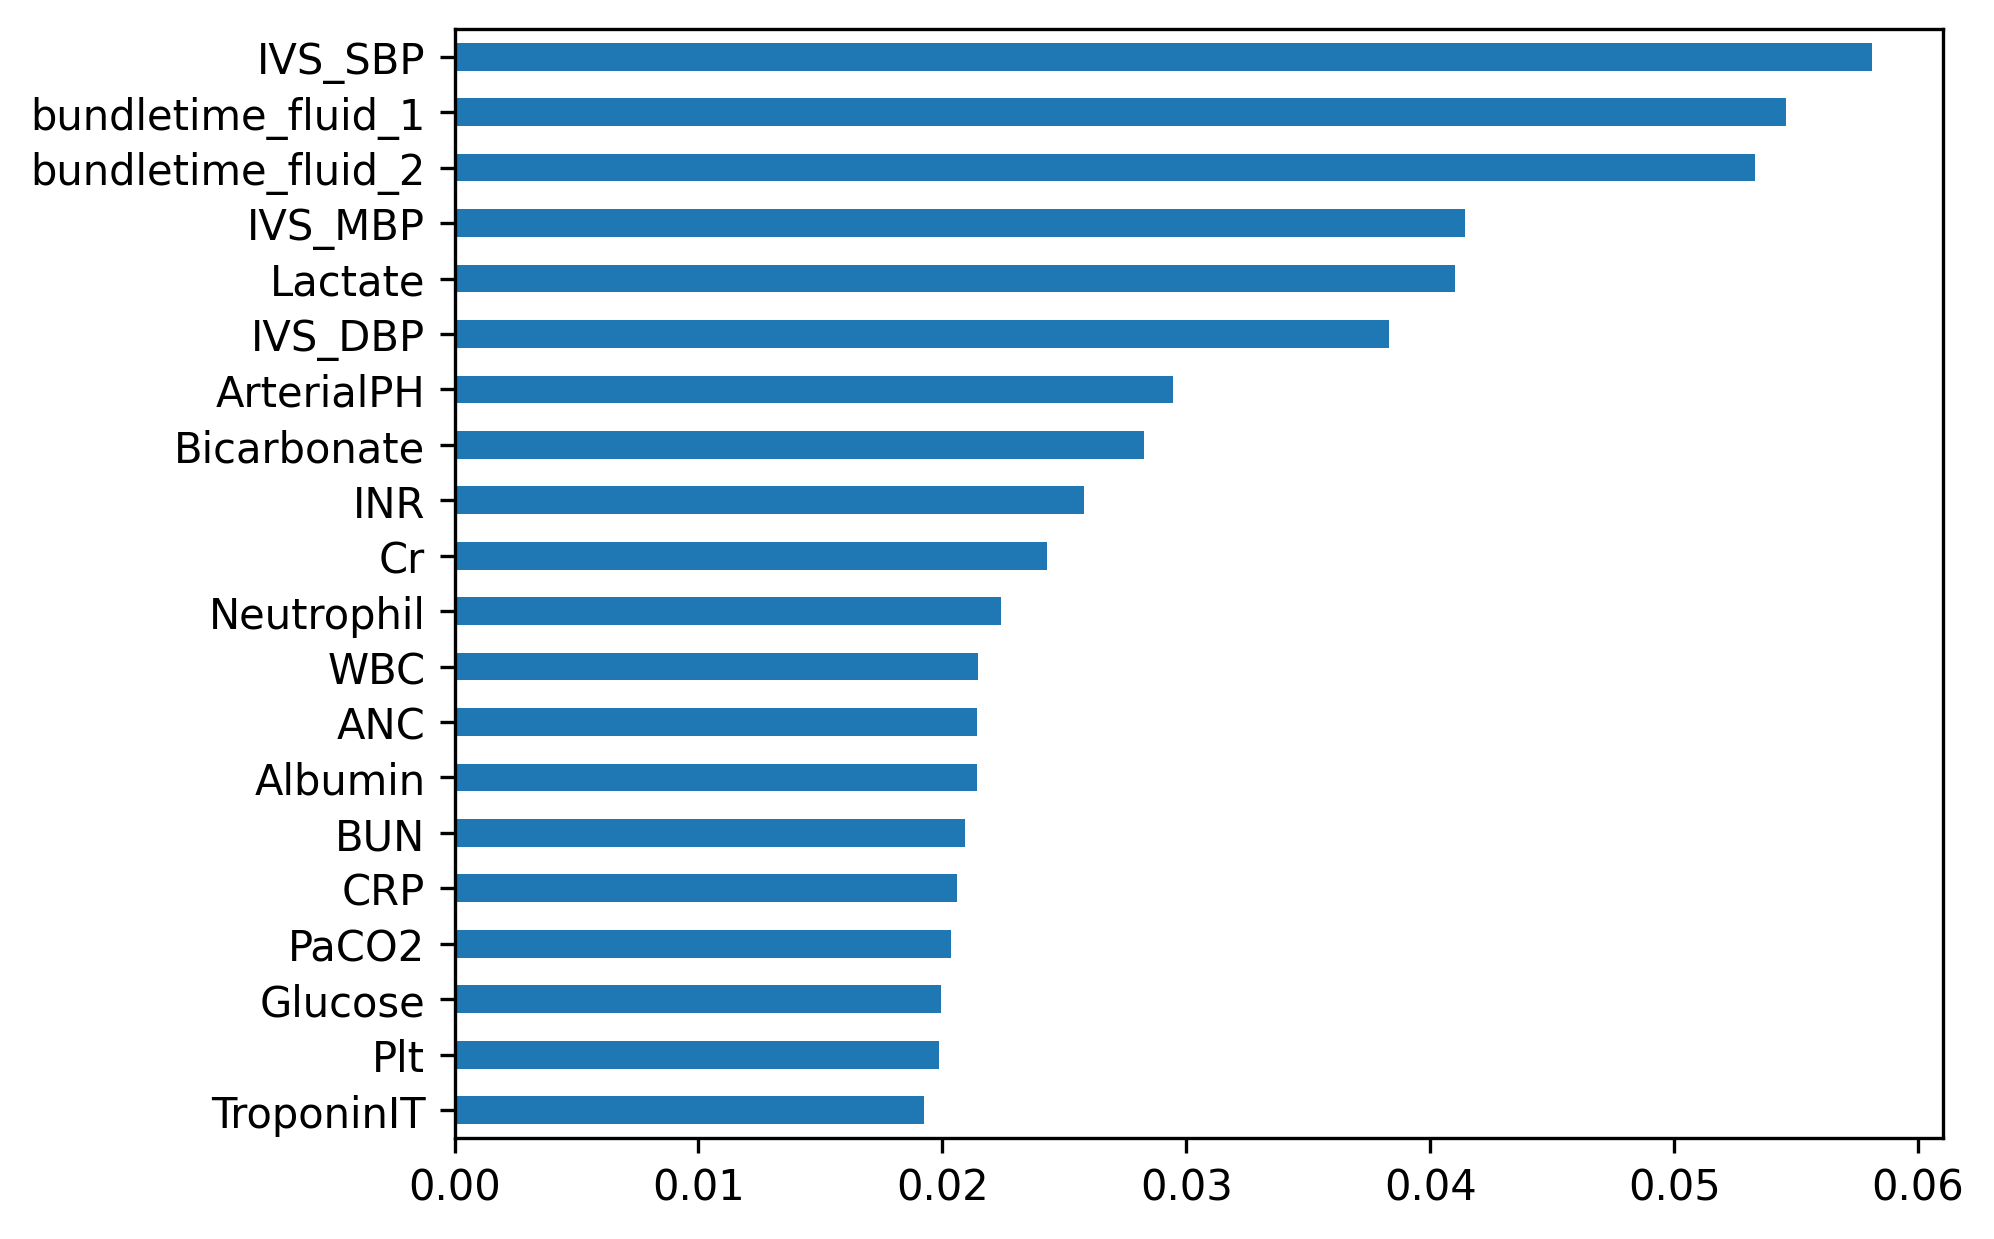 IVS_SBP
bundletime_fluid_1
bundletime_fluid_2
IVS_MBP
Lactate
IVS_DBP
ArterialPH
Bicarbonate
INR
Cr
Neutrophil
WBC
ANC
Albumin
BUN
CRP
PaCO2
Glucose
Plt
TroponinIT
0.00 0.01 0.02 0.03 0.04 0.05 0.06